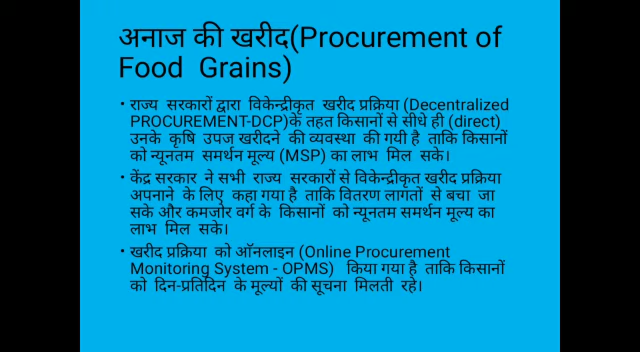 अनाज की खरीद(Procurement of
Food Grains)
• राज्य सरकारों द्वारा विकेन्द्रीकृत खरीद प्रक्रिया (Decentralized
PROCUREMENT-DCP)के तहत किसानों से सीधे ही (direct)
उनके कृषि उपज खरीदने की व्यवस्था की गयी है ताकि किसानों
को न्यूनतम समर्थन मूल्य (MSP) का लाभ मिल सके।
• केंद्र सरकार ने सभी राज्य सरकारों से विकेन्द्रीकृत खरीद प्रक्रिया
अपनाने के लिए कहा गया है ताकि वितरण लागतों से बचा जा
सके और कमजोर वर्ग के किसानों को न्यूनतम समर्थन मूल्य का
लाभ मिल सके।
• खरीद प्रक्रिया को ऑनलाइन (Online Procurement
Monitoring System - OPMS) किया गया है ताकि किसानों
को दिन-प्रतिदिन के मूल्यों की सूचना मिलती रहे।